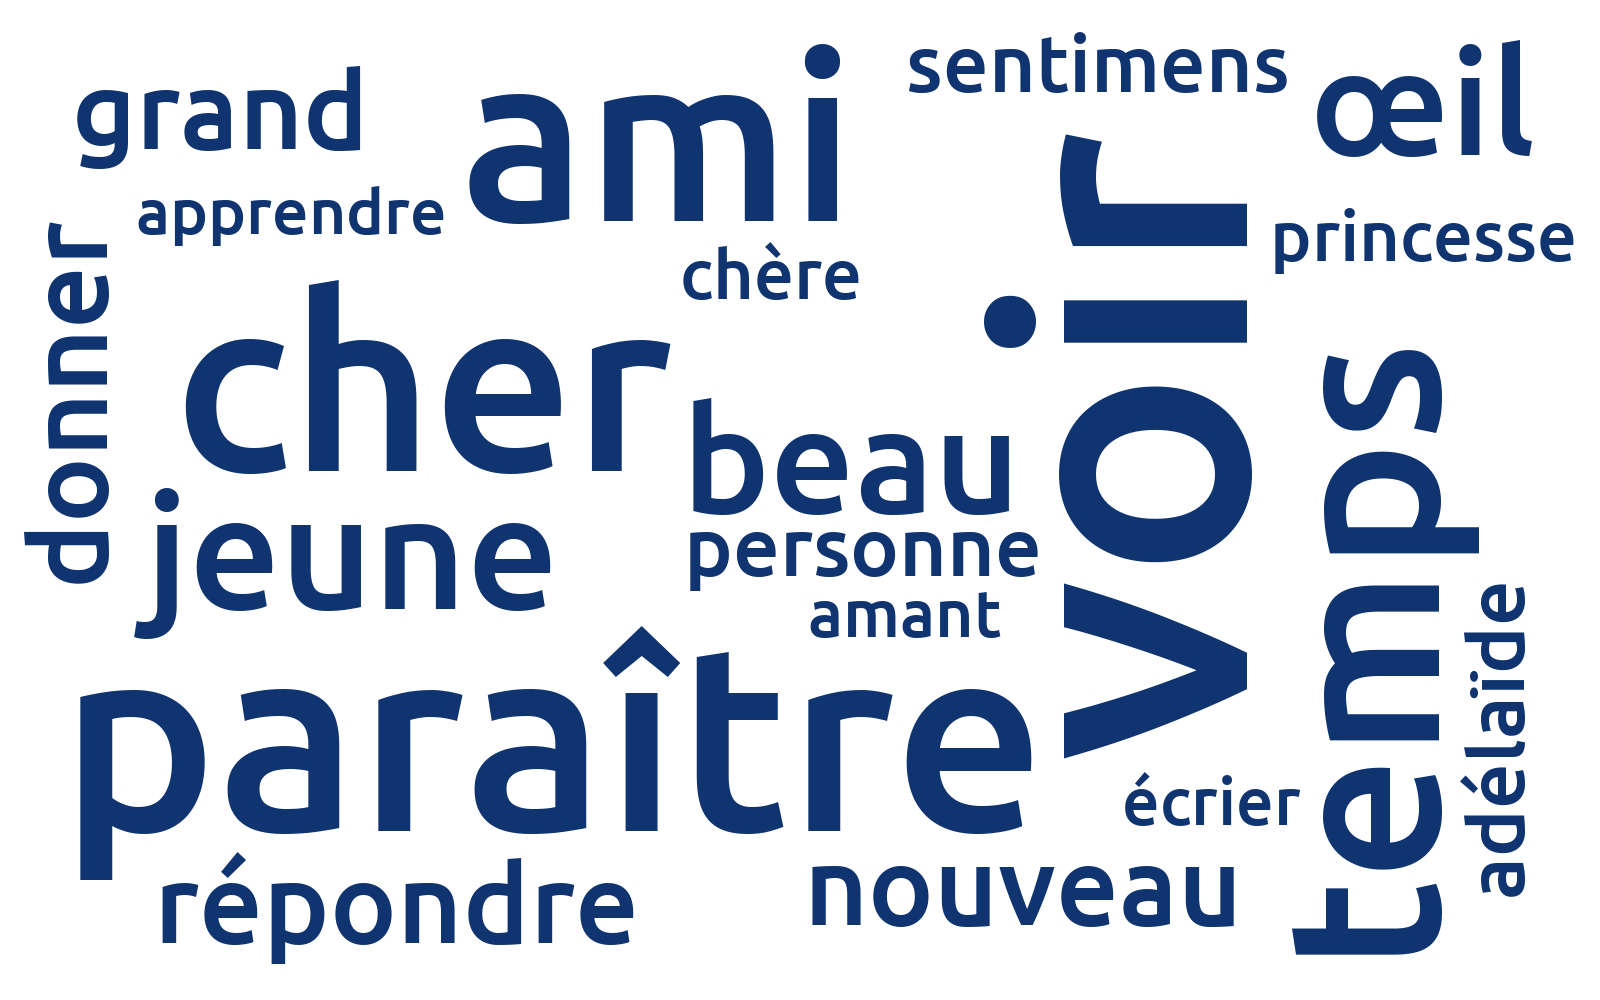 sentimens
œil
grand
ami
apprendre
princesse
chère
voir
donner
cher
beau
temps
jeune
personne
amant
adélaïde
paraître
écrier
répondre
nouveau